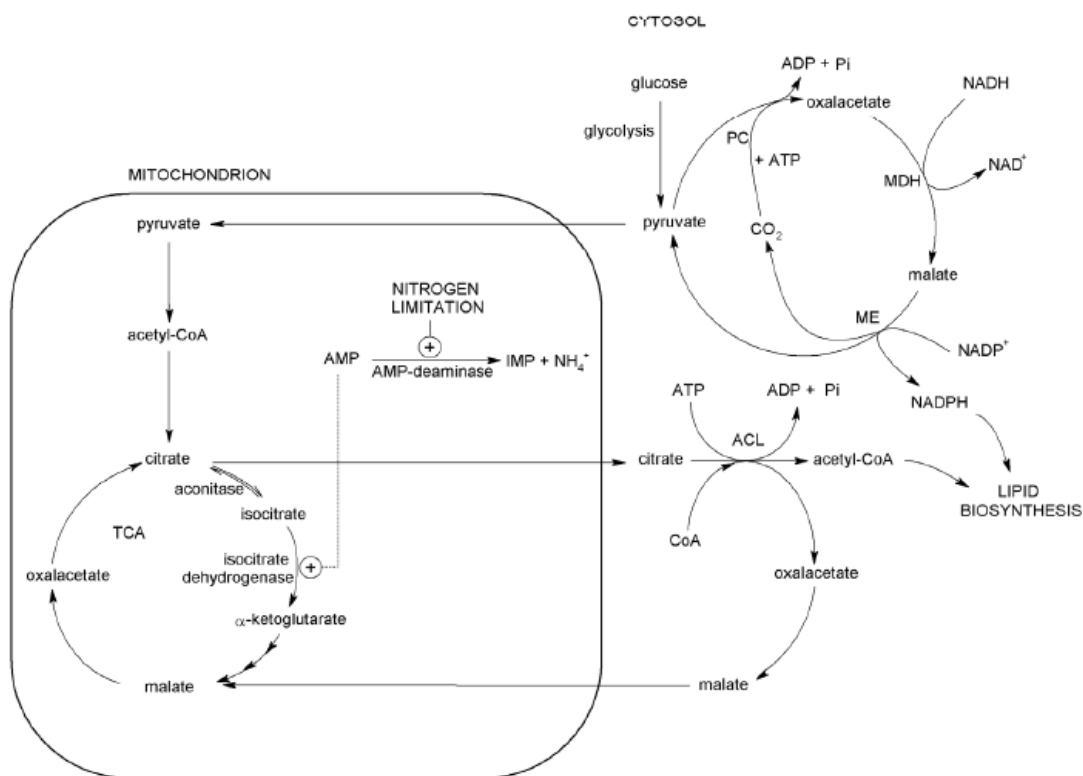 CYTOSOL
ADP + Pi
glucose
oxalacetate
NADH
glycolysis
PC
+ ATP
MDH
NAD+
MITOCHONDRION
pyruvate
pyruvate
CO2
malate
NITROGEN
LIMITATION
ME
acetyl-CoA
+
AMP
IMP + NH4+
AMP-deaminase
NADP+
ATP
ADP + Pi
NADPH
ACL
citrate
citrate
acetyl-CoA
aconitase
isocitrate
LIPID
BIOSYNTHESIS
TCA
CoA
isocitrate
dehydrogenase
+
oxalacetate
oxalacetate
α-ketoglutarate
malate
malate